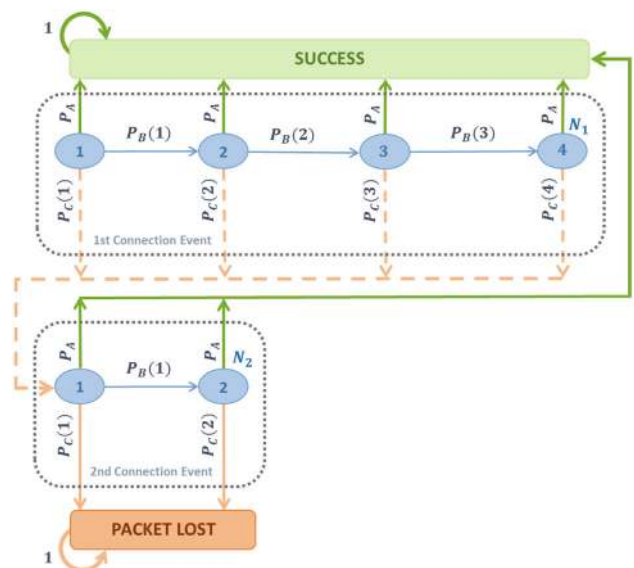 1
SUCCESS
P_A P_A P_A P_A
P_B(1) P_B(2) P_B(3) N_1
1 2 3 4
P_C(1) P_C(2) P_C(3) P_C(4)
1st Connection Event
P_A P_A
P_B(1) N_2
1 2
P_C(1) P_C(2)
2nd Connection Event
PACKET LOST
1